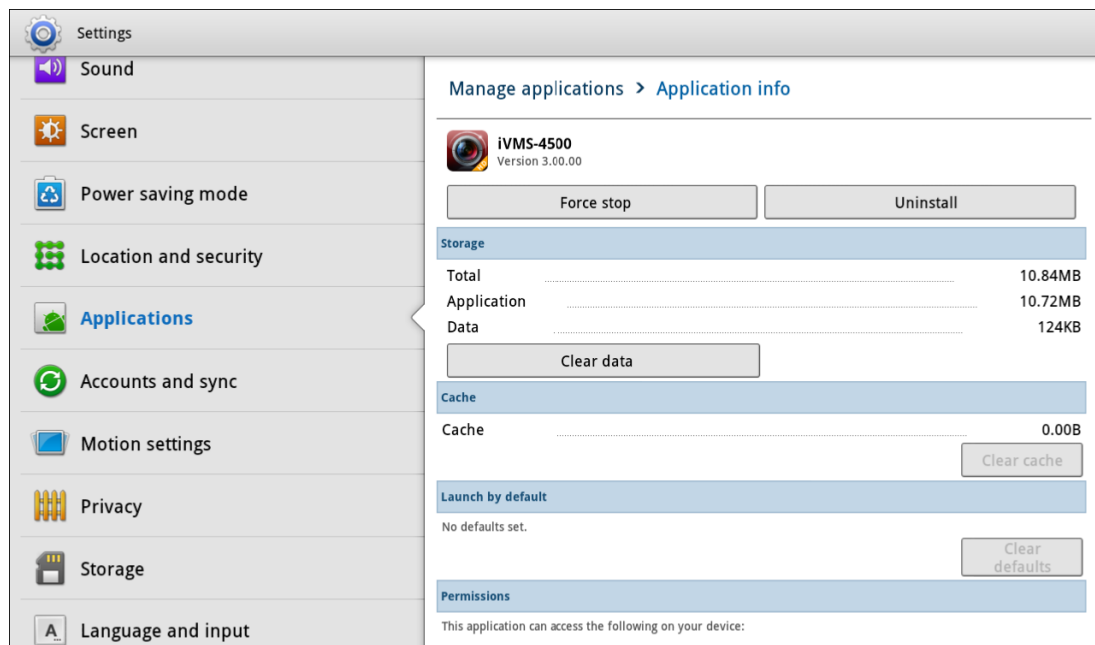 Settings
Sound
Screen
Power saving mode
Location and security
Applications
Accounts and sync
Motion settings
Privacy
Storage
A
Language and input
Manage applications > Application info
iVMS-4500
Version 3.00.00
Force stop Uninstall
Storage
Total 10.84MB
Application 10.72MB
Data 124KB
Clear data
Cache
Cache 0.00B
Clear cache
Launch by default
No defaults set.
Clear
defaults
Permissions
This application can access the following on your device: